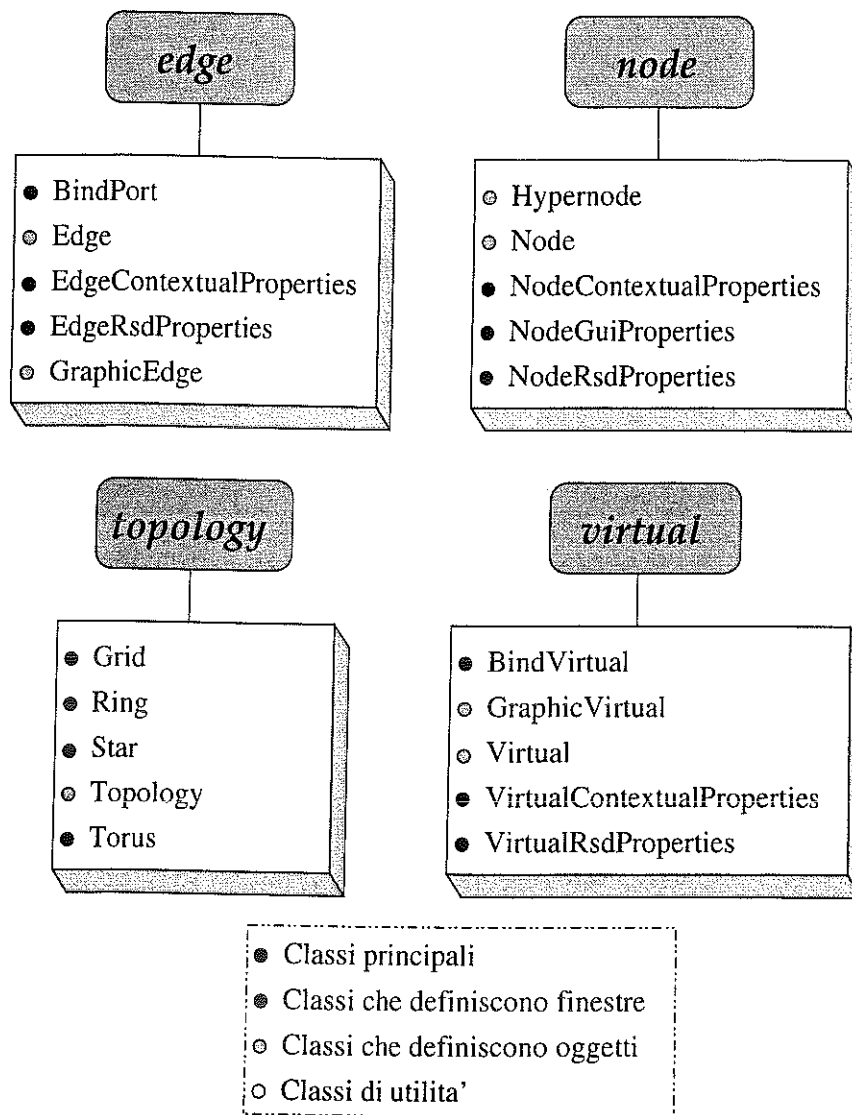 edge
BindPort
Edge
EdgeContextualProperties
EdgeRsdProperties
GraphicEdge
node
Hypernode
Node
NodeContextualProperties
NodeGuiProperties
NodeRsdProperties
topology
Grid
Ring
Star
Topology
Torus
virtual
BindVirtual
GraphicVirtual
Virtual
VirtualContextualProperties
VirtualRsdProperties
Classi principali
Classi che definiscono finestre
Classi che definiscono oggetti
Classi di utilita'